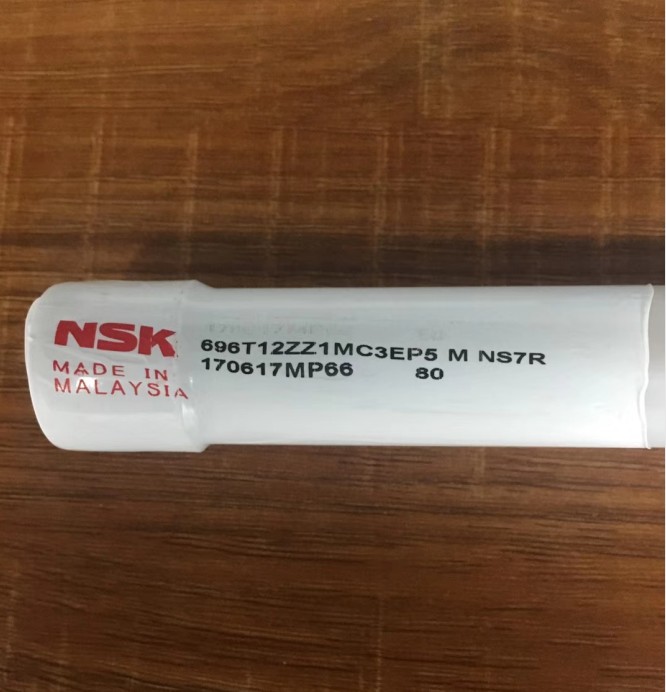 NSK
MADE IN
MALAYSIA
696T12ZZ1MC3EP5 M NS7R
170617MP66 80